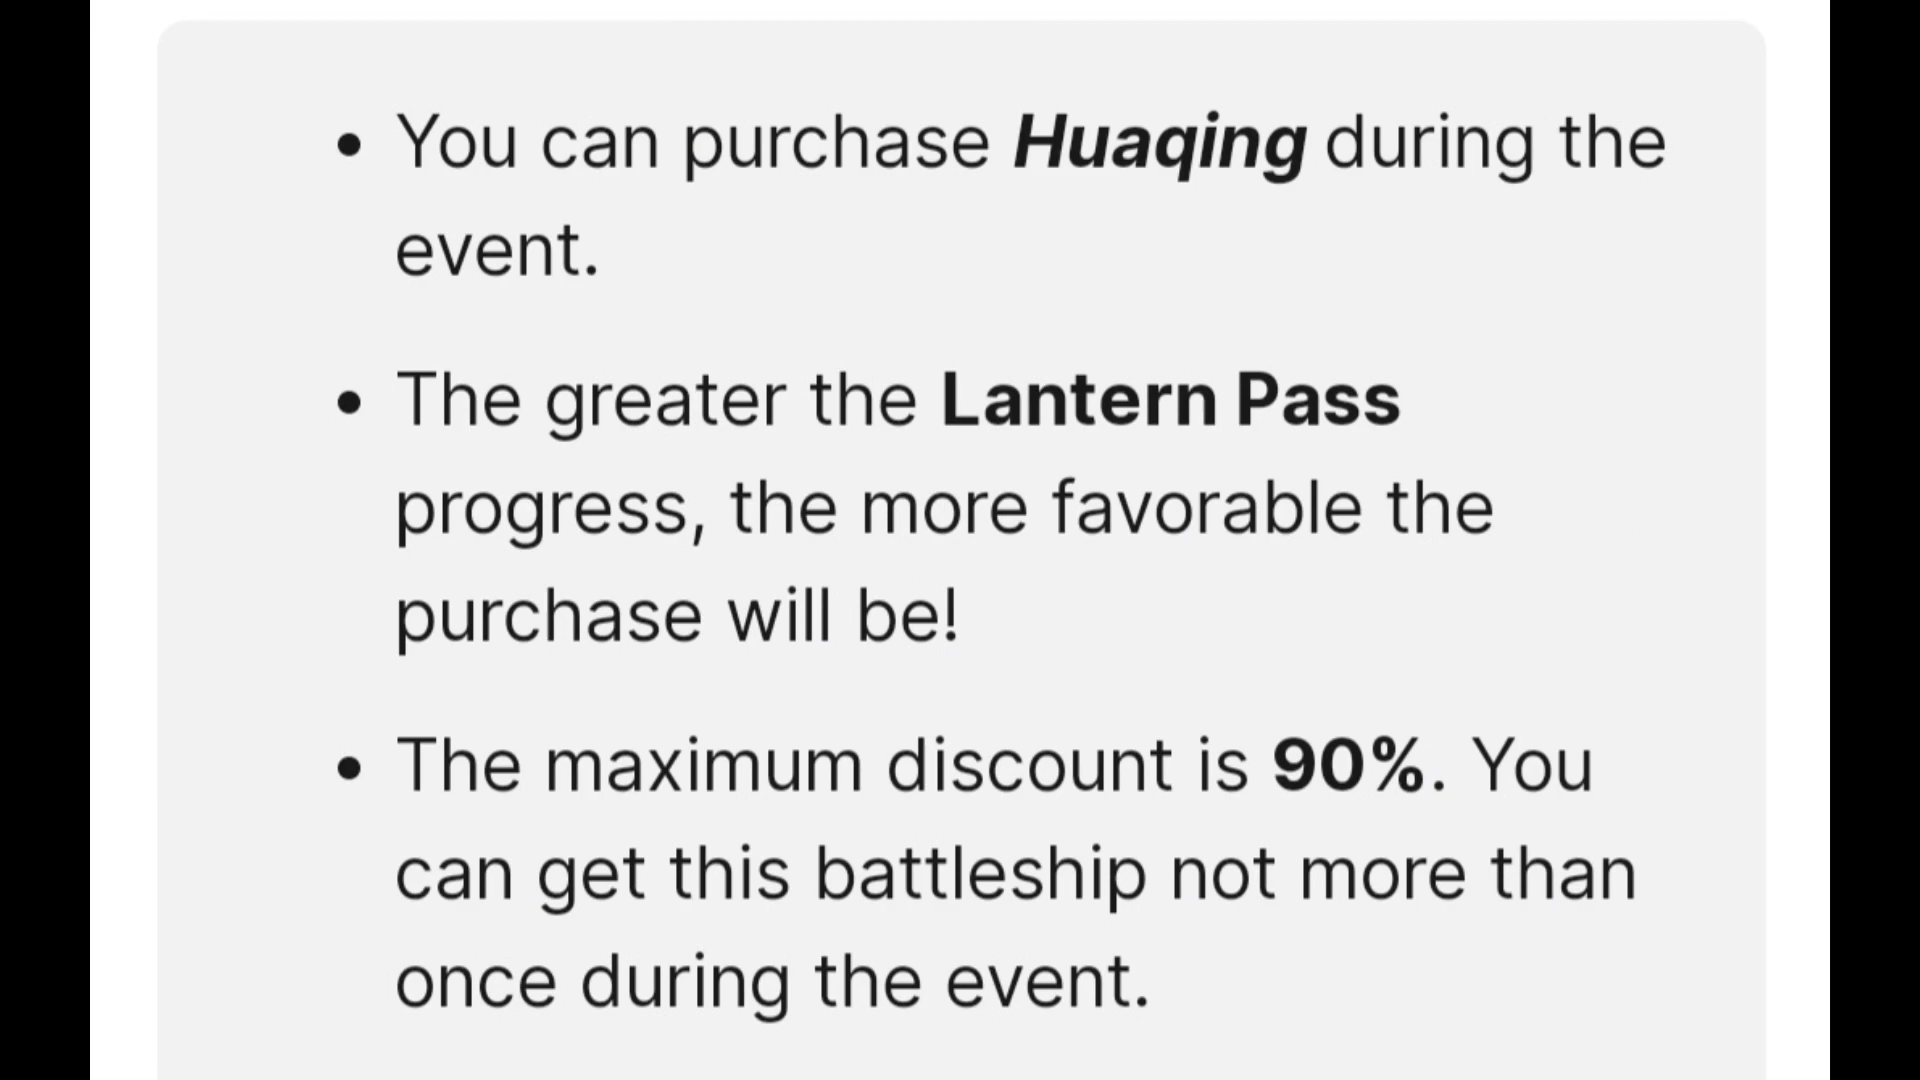 • You can purchase Huaqing during the
event.
• The greater the Lantern Pass
progress, the more favorable the
purchase will be!
• The maximum discount is 90%. You
can get this battleship not more than
once during the event.